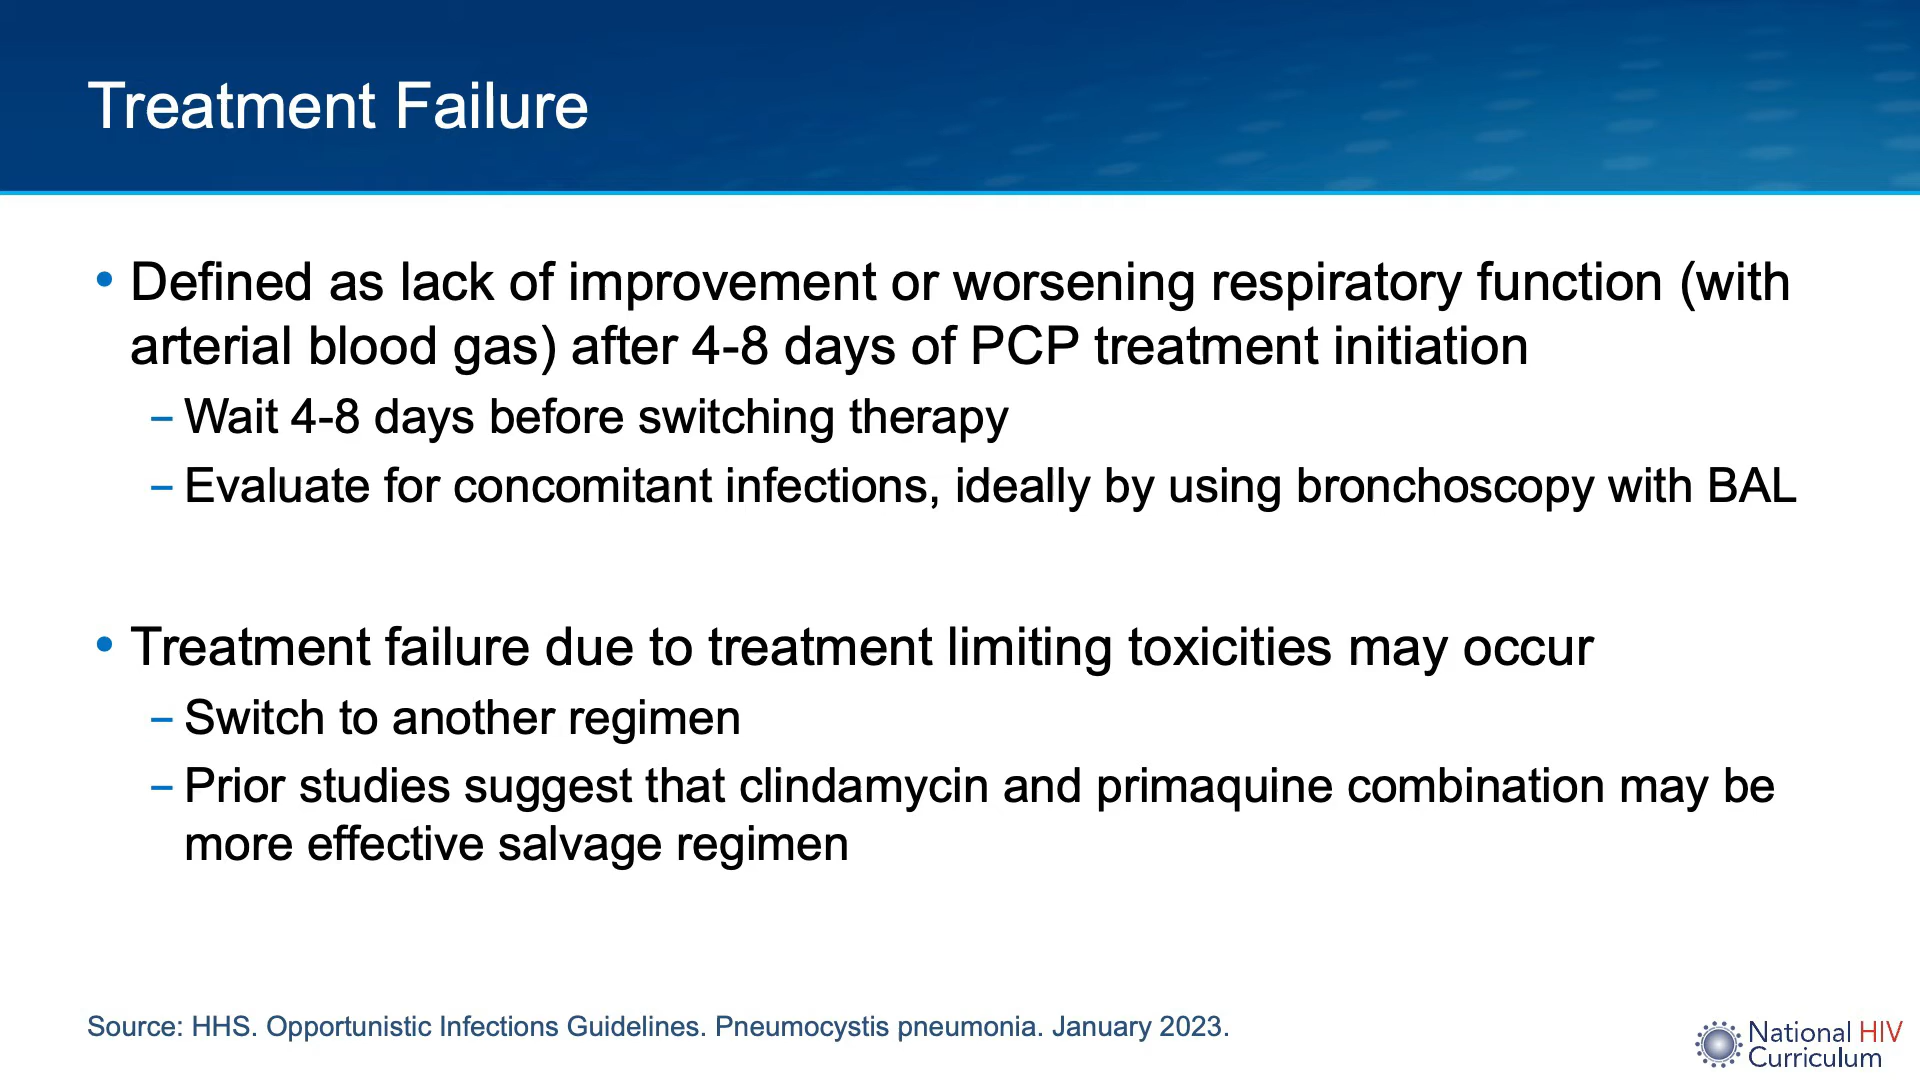 Treatment Failure
• Defined as lack of improvement or worsening respiratory function (with
arterial blood gas) after 4-8 days of PCP treatment initiation
– Wait 4-8 days before switching therapy
– Evaluate for concomitant infections, ideally by using bronchoscopy with BAL
• Treatment failure due to treatment limiting toxicities may occur
– Switch to another regimen
– Prior studies suggest that clindamycin and primaquine combination may be
more effective salvage regimen
Source: HHS. Opportunistic Infections Guidelines. Pneumocystis pneumonia. January 2023.
National HIV
Curriculum